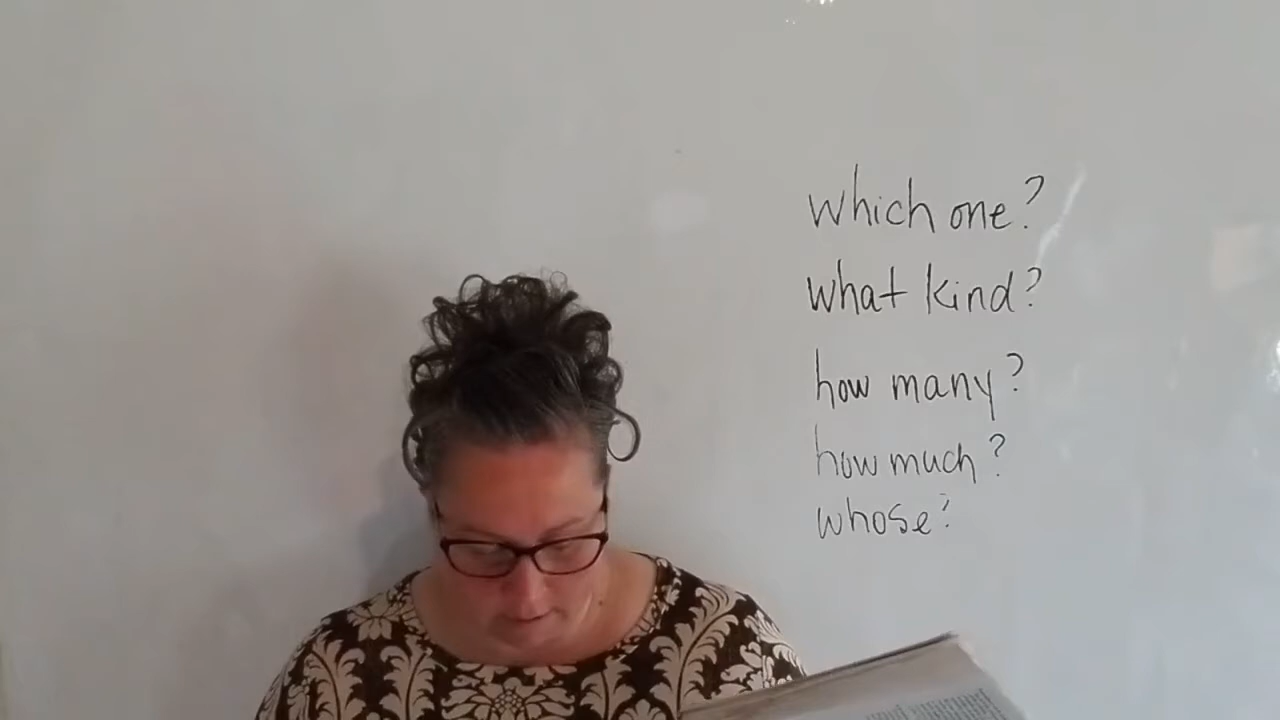 which one?
what kind?
how many?
how much?
whose?